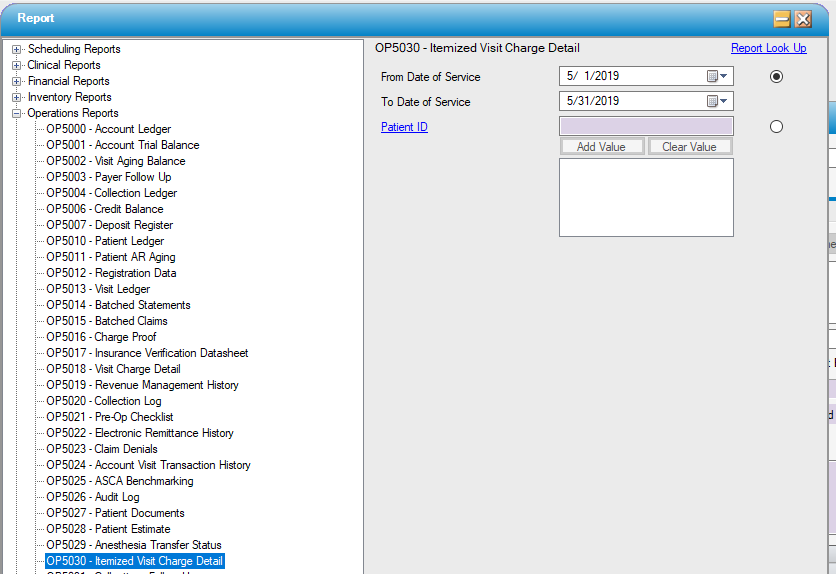 Report
Scheduling Reports
Clinical Reports
Financial Reports
Inventory Reports
Operations Reports
OP5000 - Account Ledger
OP5001 - Account Trial Balance
OP5002 - Visit Aging Balance
OP5003 - Payer Follow Up
OP5004 - Collection Ledger
OP5006 - Credit Balance
OP5007 - Deposit Register
OP5010 - Patient Ledger
OP5011 - Patient AR Aging
OP5012 - Registration Data
OP5013 - Visit Ledger
OP5014 - Batched Statements
OP5015 - Batched Claims
OP5016 - Charge Proof
OP5017 - Insurance Verification Datasheet
OP5018 - Visit Charge Detail
OP5019 - Revenue Management History
OP5020 - Collection Log
OP5021 - Pre-Op Checklist
OP5022 - Electronic Remittance History
OP5023 - Claim Denials
OP5024 - Account Visit Transaction History
OP5025 - ASCA Benchmarking
OP5026 - Audit Log
OP5027 - Patient Documents
OP5028 - Patient Estimate
OP5029 - Anesthesia Transfer Status
OP5030 - Itemized Visit Charge Detail
OP5030 - Itemized Visit Charge Detail
Report Look Up
From Date of Service
5/ 1/2019
To Date of Service
5/31/2019
Patient ID
Add Value
Clear Value